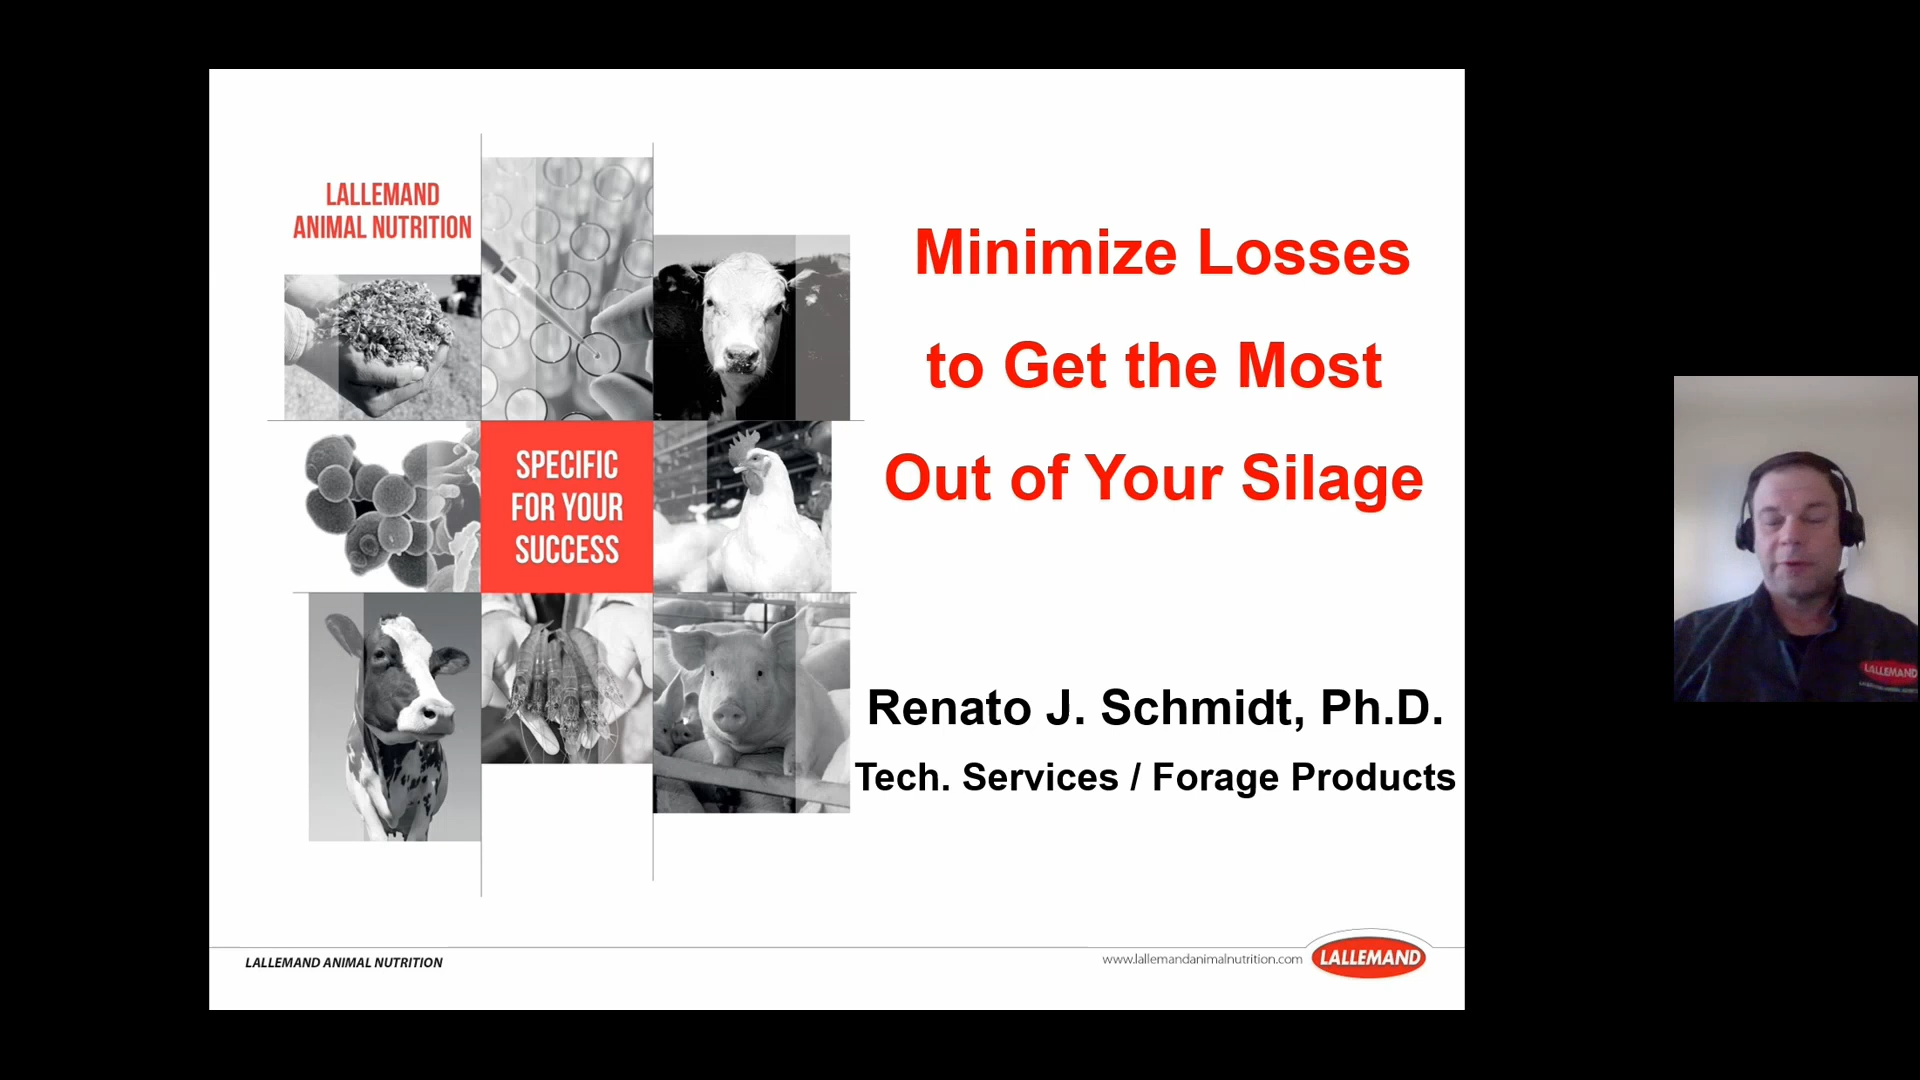 LALLEMAND
ANIMAL NUTRITION
SPECIFIC
FOR YOUR
SUCCESS
Minimize Losses
to Get the Most
Out of Your Silage
Renato J. Schmidt, Ph.D.
Tech. Services / Forage Products
LALLEMAND ANIMAL NUTRITION
www.lallemandanimalnutrition.com
LALLEMAND
LALLEMAND